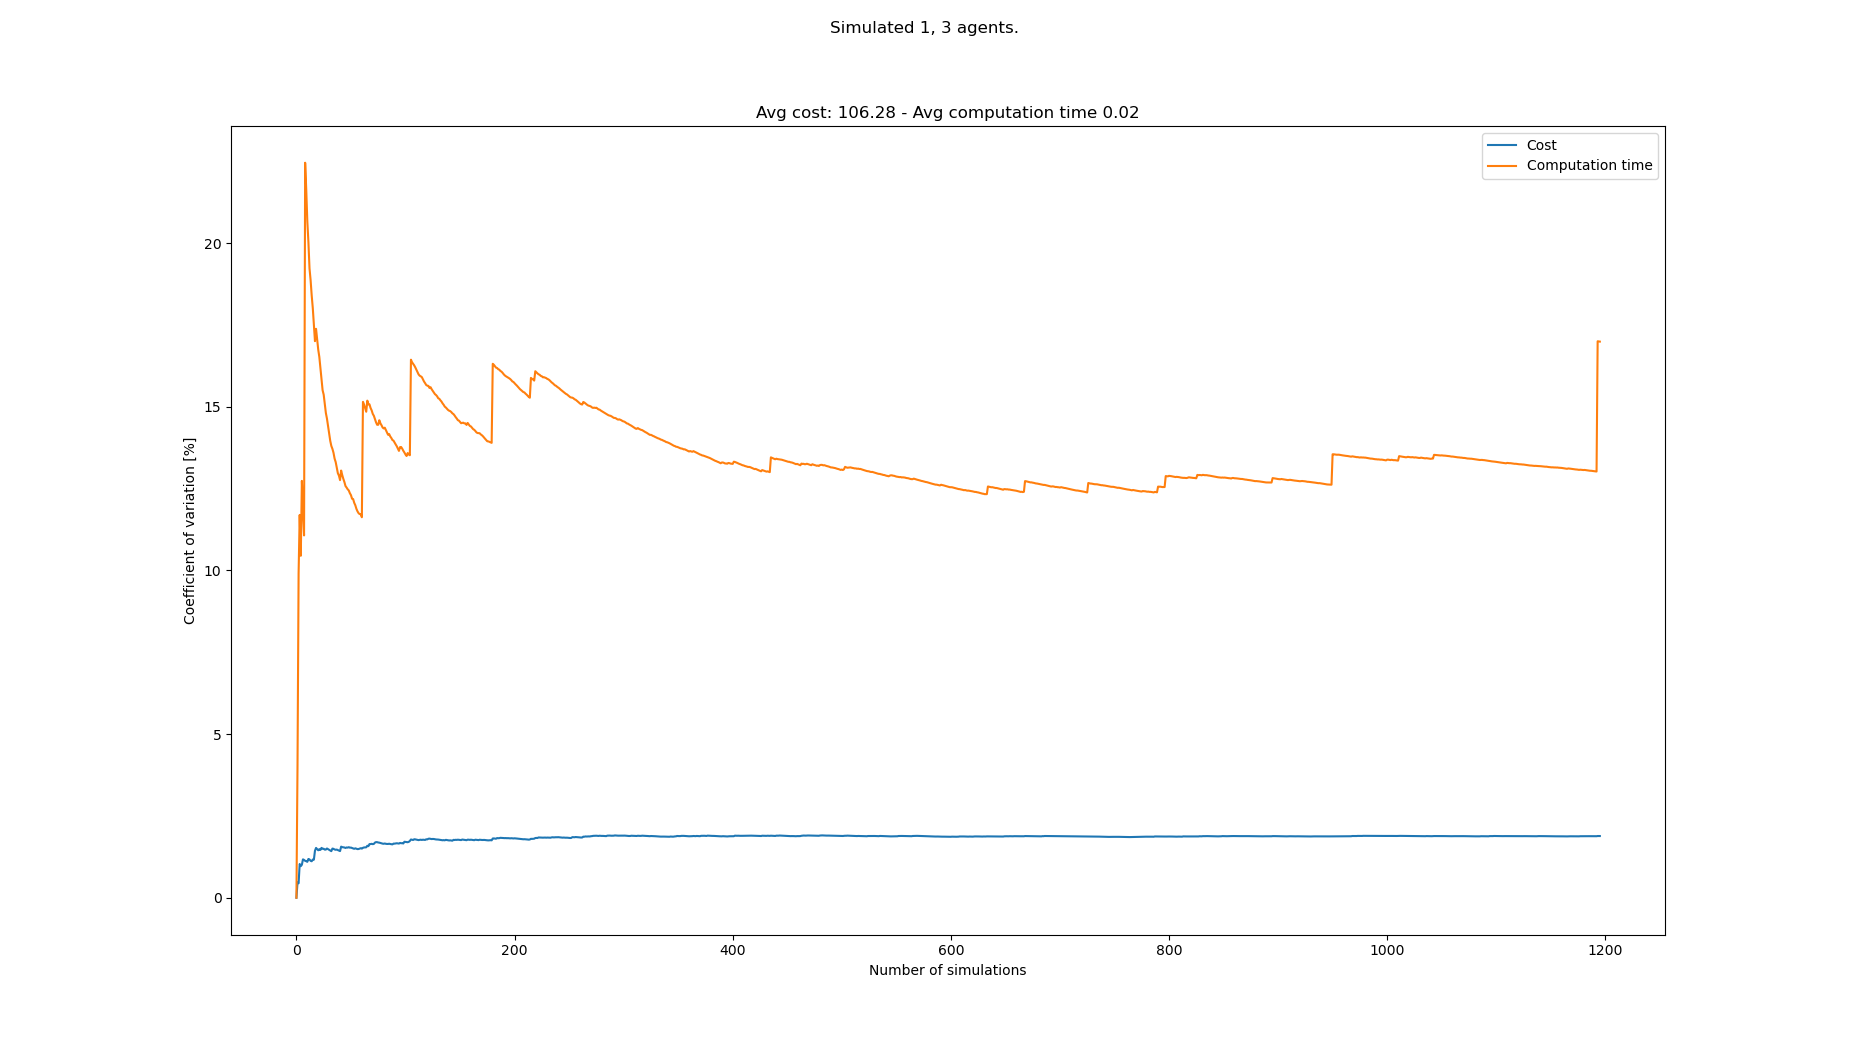 Simulated 1, 3 agents.
Avg cost: 106.28 - Avg computation time 0.02
Cost
Computation time
Coefficient of variation [%]
20
15
10
5
0
0 200 400 600 800 1000 1200
Number of simulations